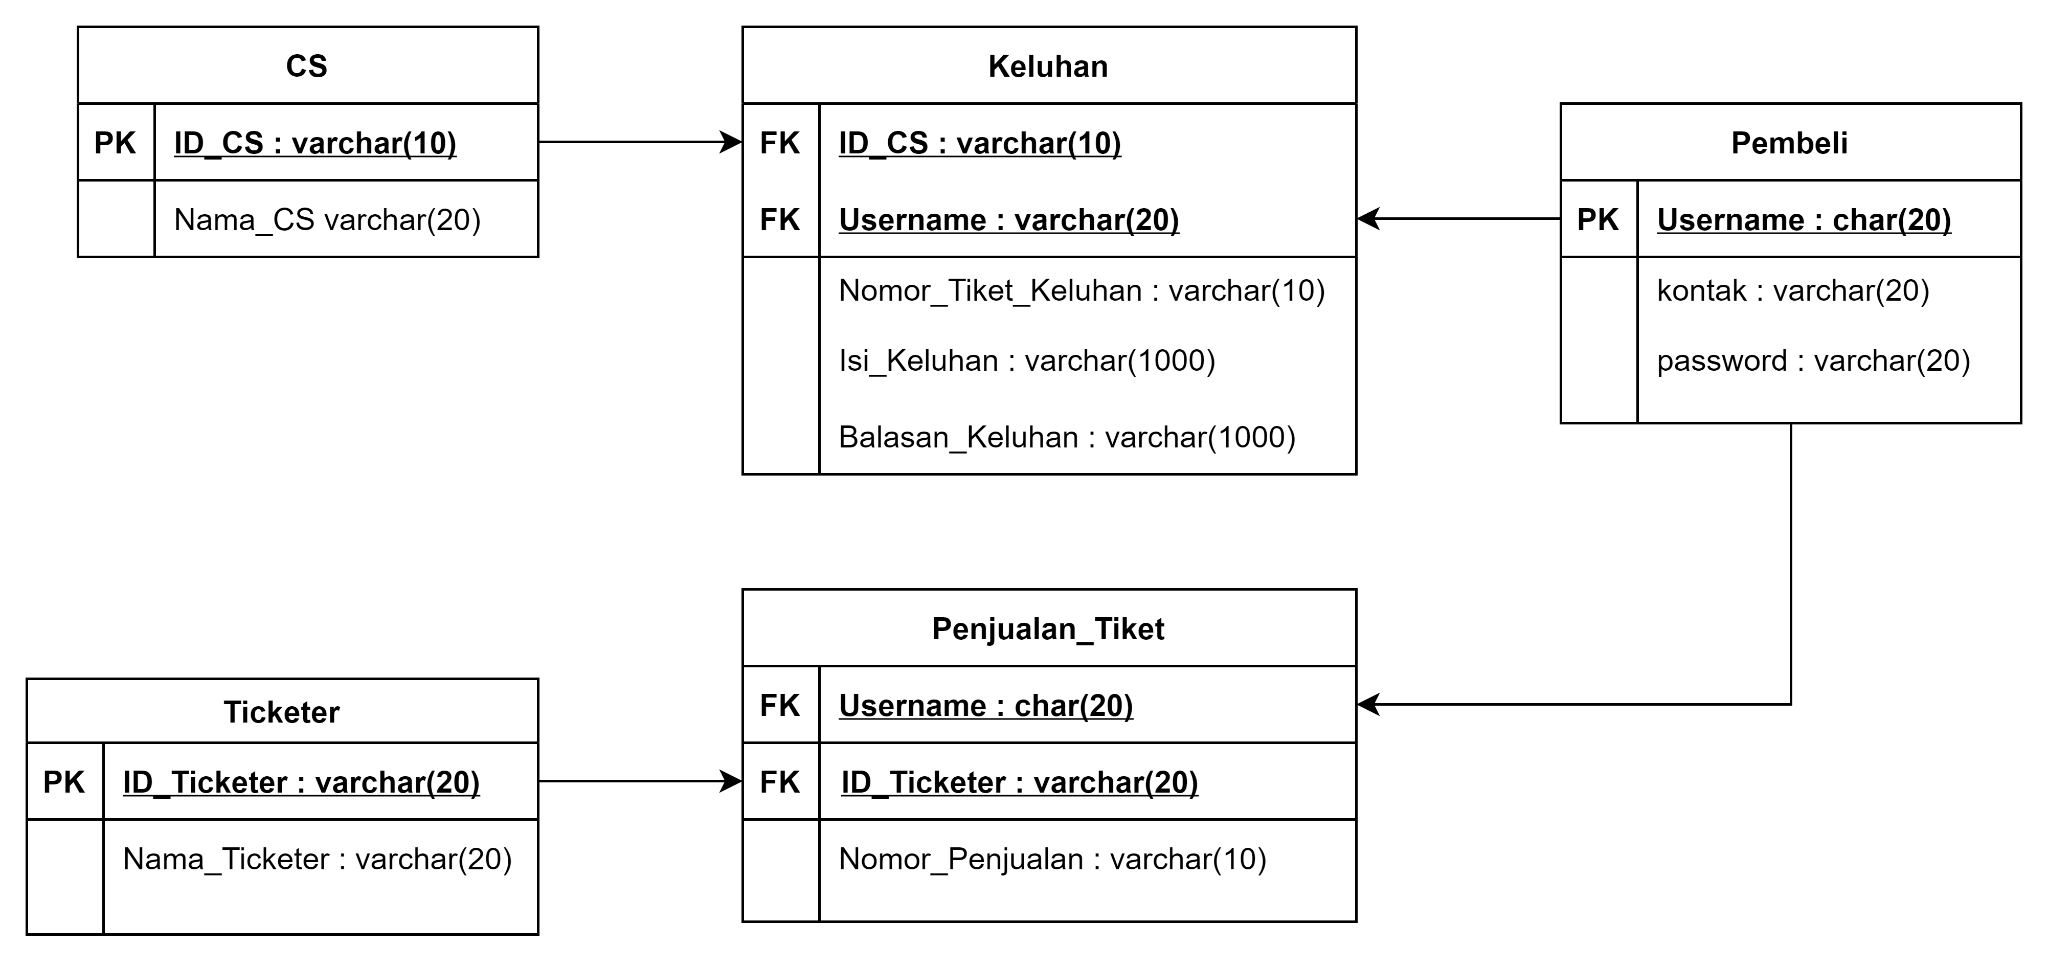 CS
PK ID_CS : varchar(10)
Nama_CS varchar(20)
Keluhan
FK ID_CS : varchar(10)
FK Username : varchar(20)
Nomor_Tiket_Keluhan : varchar(10)
Isi_Keluhan : varchar(1000)
Balasan_Keluhan : varchar(1000)
Pembeli
PK Username : char(20)
kontak : varchar(20)
password : varchar(20)
Ticketer
PK ID_Ticketer : varchar(20)
Nama_Ticketer : varchar(20)
Penjualan_Tiket
FK Username : char(20)
FK ID_Ticketer : varchar(20)
Nomor_Penjualan : varchar(10)